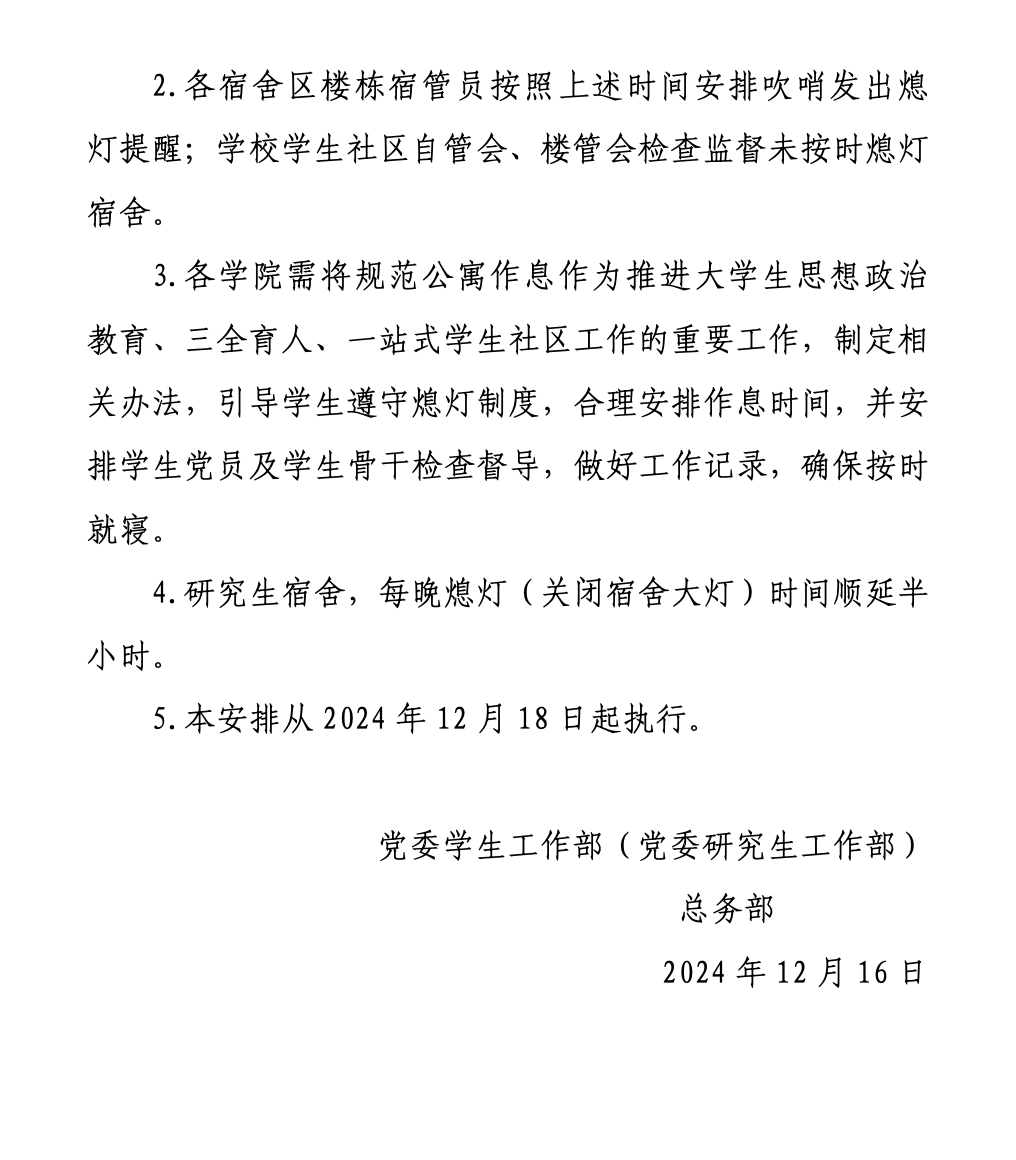 2.各宿舍区楼栋宿管员按照上述时间安排吹哨发出熄
灯提醒；学校学生社区自管会、楼管会检查监督未按时熄灯
宿舍。
3.各学院需将规范公寓作息作为推进大学生思想政治
教育、三全育人、一站式学生社区工作的重要工作，制定相
关办法，引导学生遵守熄灯制度，合理安排作息时间，并安
排学生党员及学生骨干检查督导，做好工作记录，确保按时
就寝。
4.研究生宿舍，每晚熄灯（关闭宿舍大灯）时间顺延半
小时。
5.本安排从 2024 年 12 月 18 日起执行。
党委学生工作部（党委研究生工作部）
总务部
2024 年 12 月 16 日